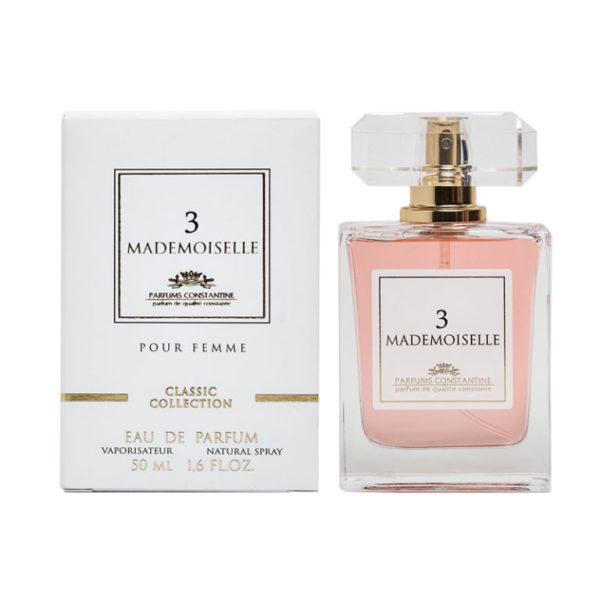 3
MADEMOISELLE
PARFUMS CONSTANTINE
parfum de qualité constante
POUR FEMME
CLASSIC
COLLECTION
EAU DE PARFUM
VAPORISATEUR NATURAL SPRAY
50 ML 1,6 FL.OZ.
3
MADEMOISELLE
PARFUMS CONSTANTINE
parfum de qualité constante